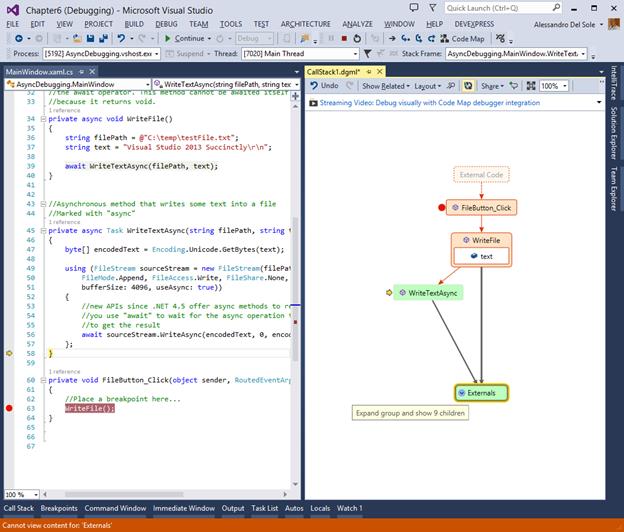 Chapter6 (Debugging) - Microsoft Visual Studio
Quick Launch (Ctrl+Q)
FILE EDIT VIEW PROJECT BUILD DEBUG TEAM TOOLS TEST ARCHITECTURE ANALYZE WINDOW HELP DEVEXPRESS
Alessandro Del Sole
Continue Debug Code Map
Process: [5192] AsyncDebugging.vshost.exe Suspend Thread: [7020] Main Thread Stack Frame: AsyncDebugging.MainWindow.WriteText
MainWindow.xaml.cs
AsyncDebugging.MainWindow WriteTextAsync(string filePath, string text
32 //the await operator. This method cannot be awaited itself
33 //because it returns void.
1 reference
34 private async void WriteFile()
35 {
36 string filePath = @"C:\temp\testFile.txt";
37 string text = "Visual Studio 2013 Succinctly\r\n";
38
39 await WriteTextAsync(filePath, text);
40 }
41
42
43 //Asynchronous method that writes some text into a file
44 //Marked with "async"
1 reference
45 private async Task WriteTextAsync(string filePath, string t
46 {
47 byte[] encodedText = Encoding.Unicode.GetBytes(text);
48
49 using (FileStream sourceStream = new FileStream(filePat
50 FileMode.Append, FileAccess.Write, FileShare.None,
51 bufferSize: 4096, useAsync: true))
52 {
53 //new APIs since .NET 4.5 offer async methods to re
54 //you use "await" to wait for the async operation t
55 //to get the result
56 await sourceStream.WriteAsync(encodedText, 0, encod
57 };
58 }
59
1 reference
60 private void FileButton_Click(object sender, RoutedEventArg
61 {
62 //Place a breakpoint here...
63 WriteFile();
64 }
65
66
67
100 %
CallStack1.dgml*
Undo Show Related Layout Share 100%
Streaming Video: Debug visually with Code Map debugger integration
External Code
FileButton_Click
WriteFile
text
WriteTextAsync
Externals
Expand group and show 9 children
IntelliTrace
Solution Explorer
Team Explorer
Call Stack Breakpoints Command Window Immediate Window Output Task List Autos Locals Watch 1
Cannot view content for: 'Externals'